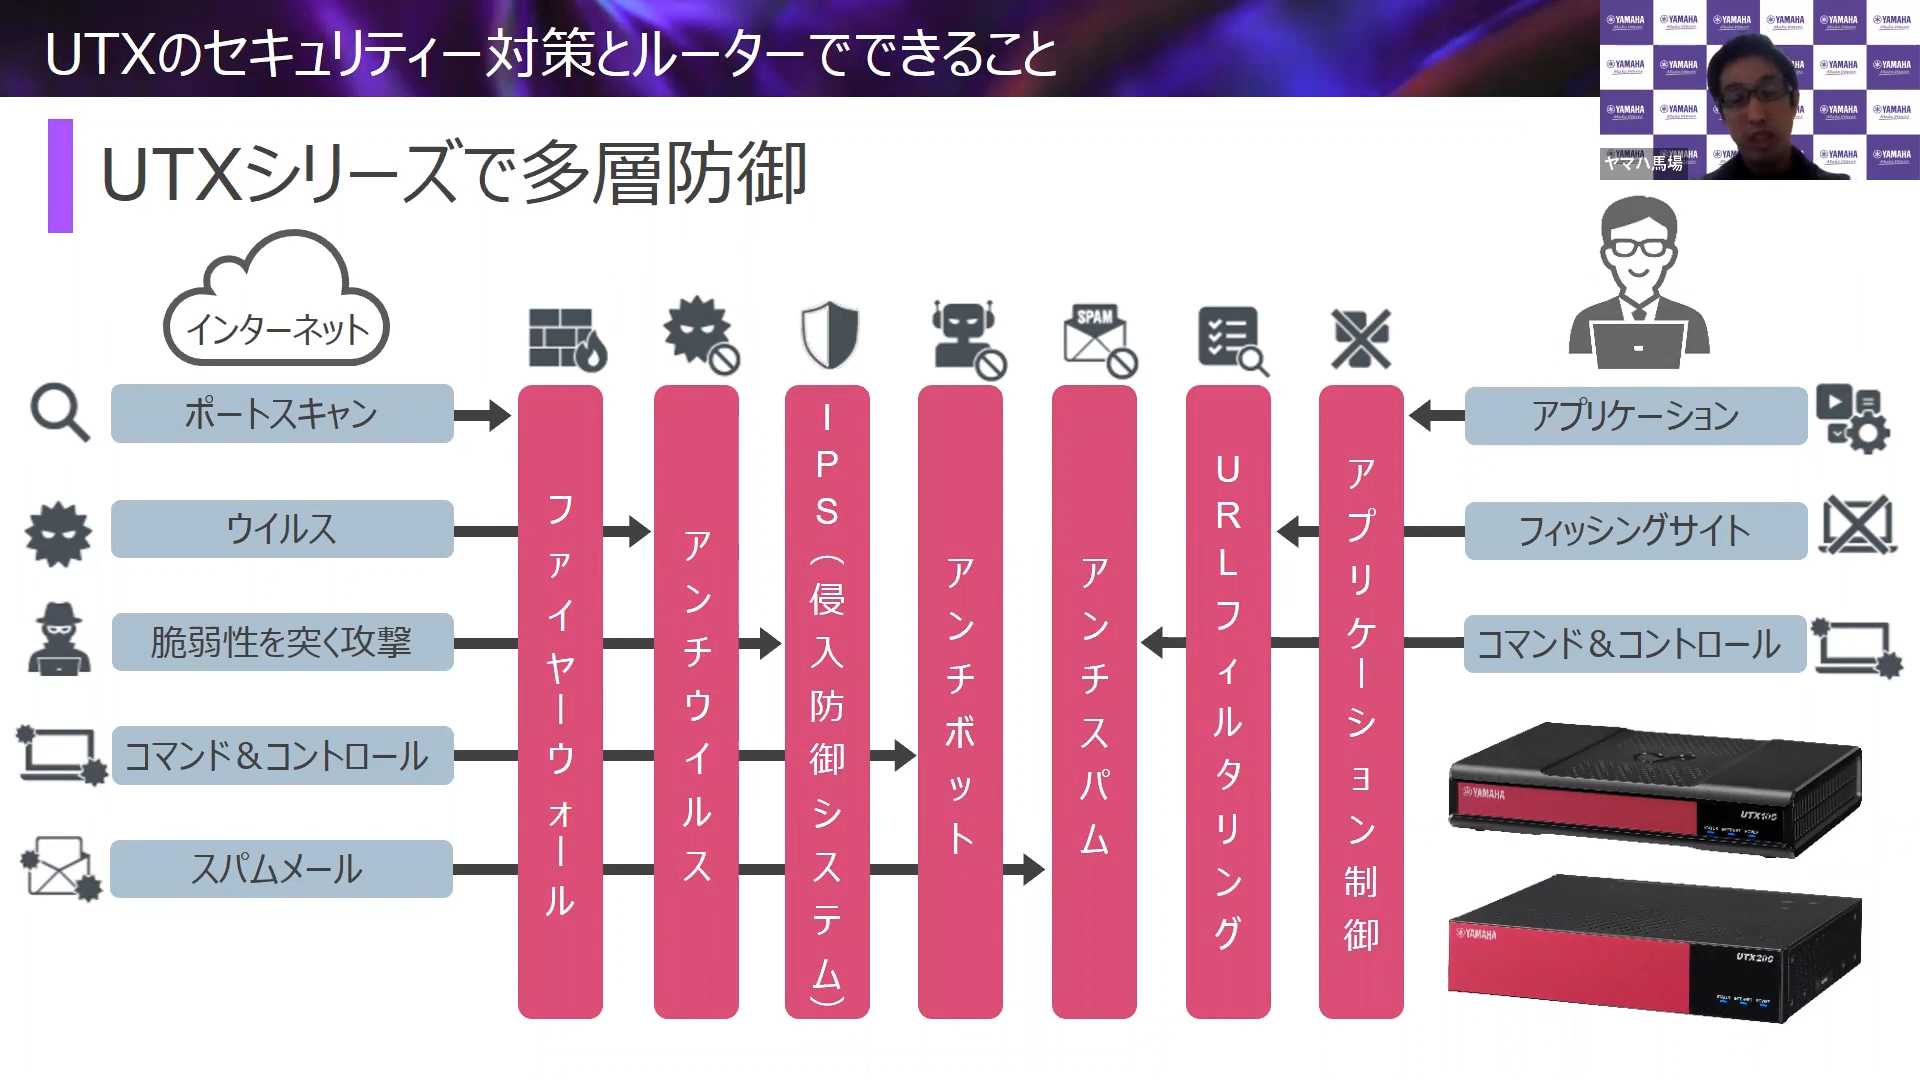 UTXのセキュリティー対策とルーターでできること
YAMAHA
ヤマハ馬場
UTXシリーズで多層防御
インターネット
SPAM
ポートスキャン
ウイルス
脆弱性を突く攻撃
コマンド＆コントロール
スパムメール
ファイヤーウォール
アンチウイルス
IPS（侵入防御システム）
アンチボット
アンチスパム
URLフィルタリング
アプリケーション制御
アプリケーション
フィッシングサイト
コマンド＆コントロール
YAMAHA
UTX100
YAMAHA
UTX200